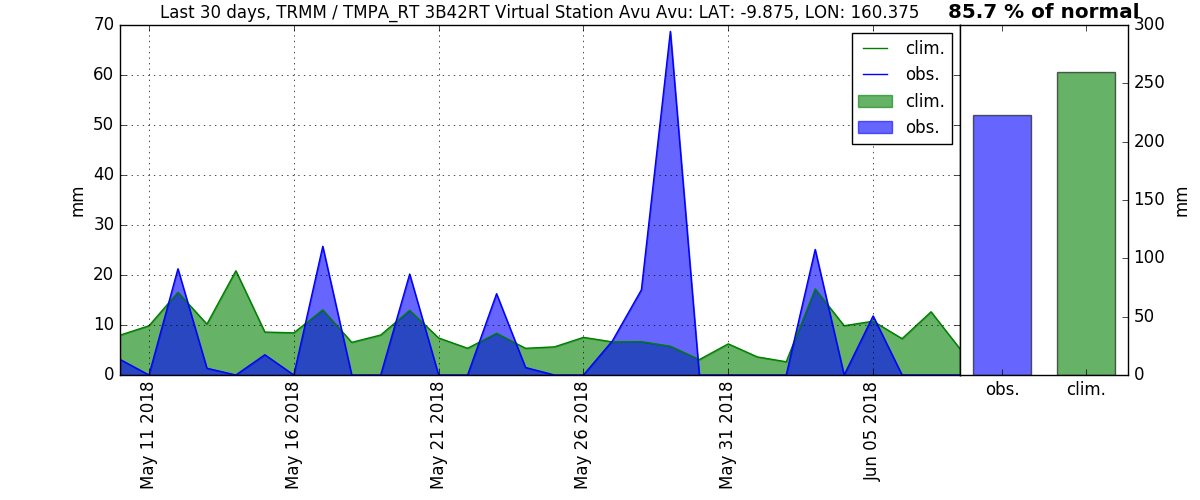 Last 30 days, TRMM / TMPA_RT 3B42RT Virtual Station Avu Avu: LAT: -9.875, LON: 160.375
85.7 % of normal
70
60
50
40
30
20
10
0
mm
clim.
obs.
clim.
obs.
May 11 2018
May 16 2018
May 21 2018
May 26 2018
May 31 2018
Jun 05 2018
300
250
200
150
100
50
0
mm
obs.
clim.